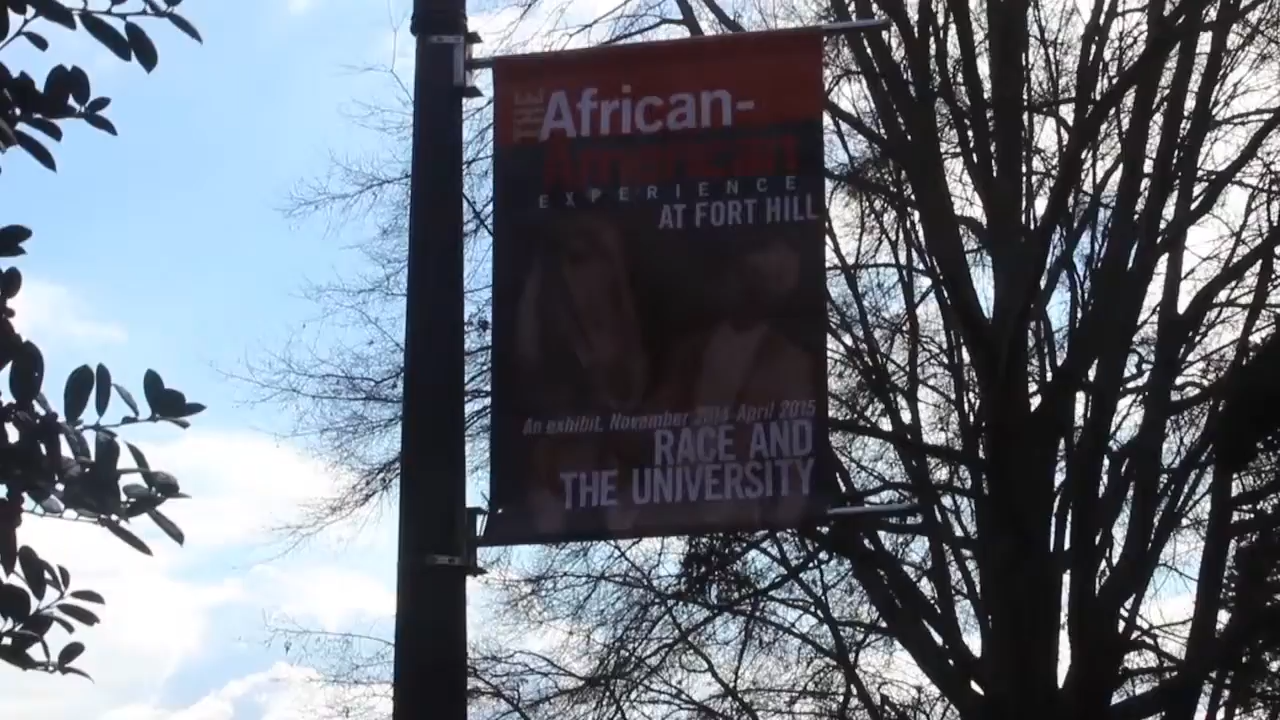 THE
African-
American
EXPERIENCE
AT FORT HILL
An exhibit, November 2014-April 2015
RACE AND
THE UNIVERSITY